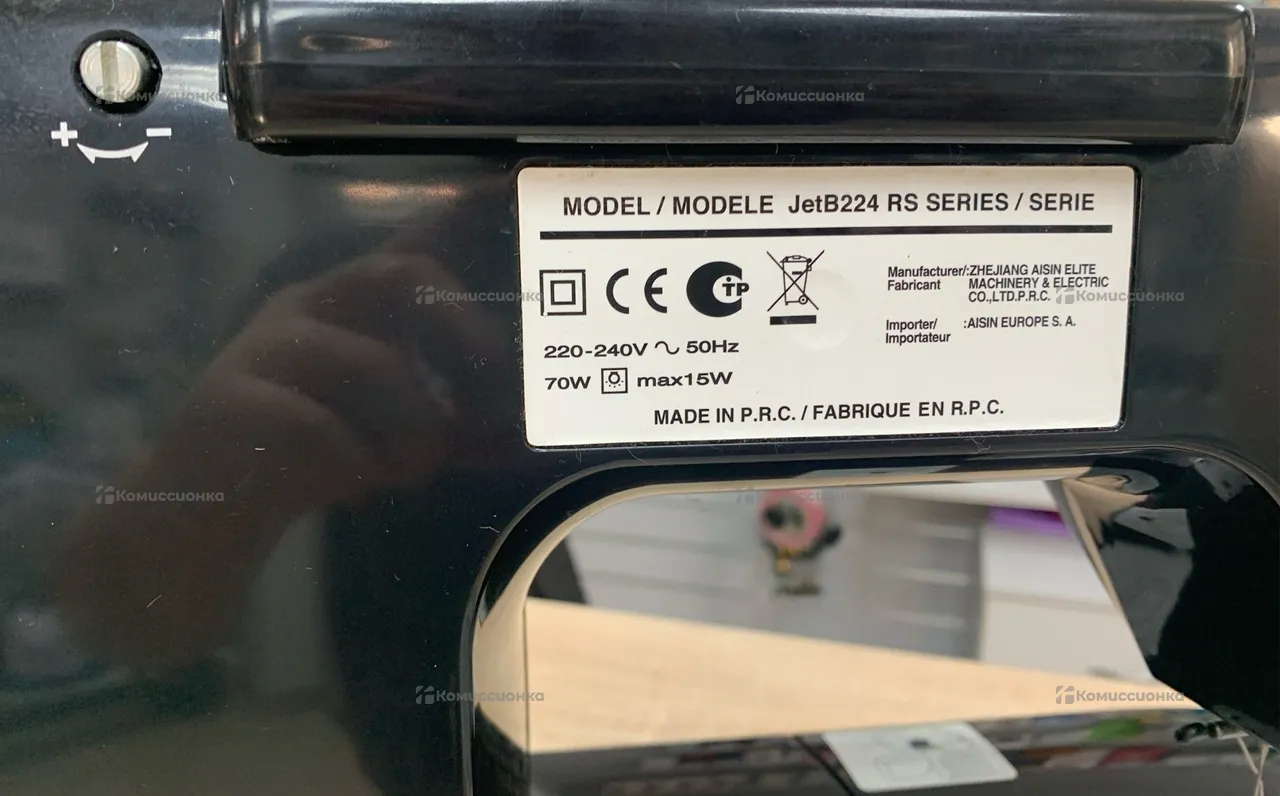 + −
MODEL / MODELE JetB224 RS SERIES / SERIE
CE
Manufacturer/:ZHEJIANG AISIN ELITE
Fabricant MACHINERY & ELECTRIC
CO.,LTD.P.R.C.
Importer/ :AISIN EUROPE S. A.
Importateur
220-240V ~ 50Hz
70W max15W
MADE IN P.R.C. / FABRIQUE EN R.P.C.
Комиссионка
Комиссионка
Комиссионка
Комиссионка
Комиссионка
Комиссионка
Комиссионка